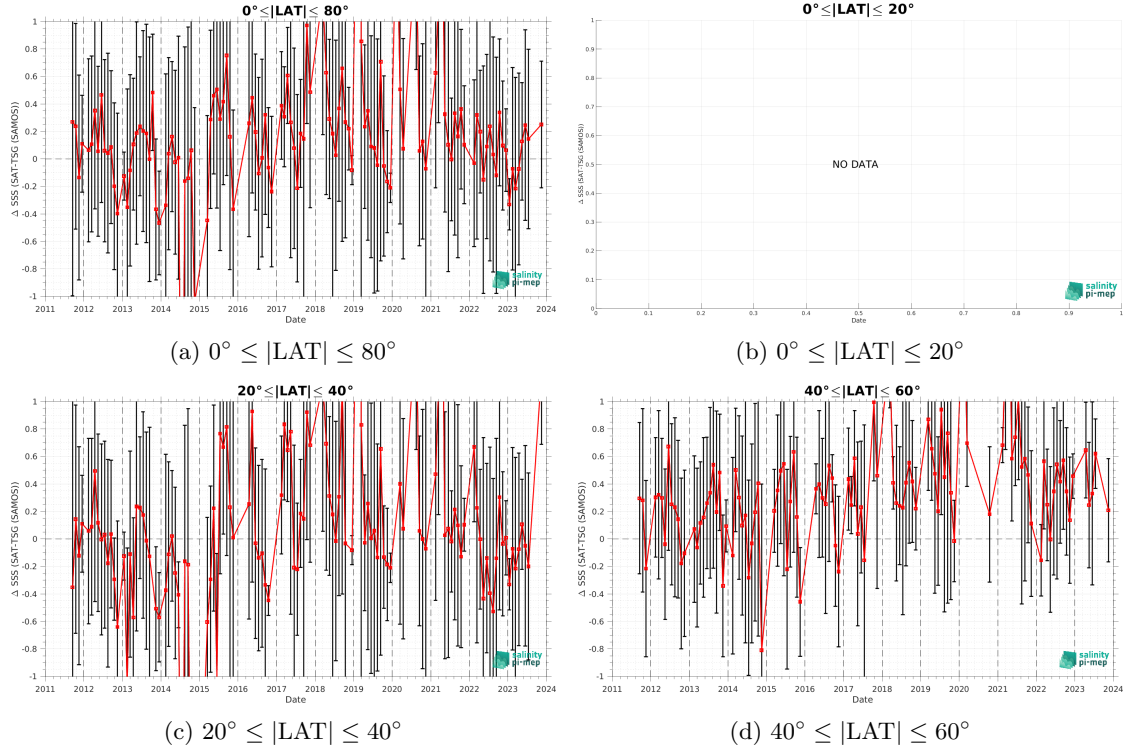 0°≤|LAT|≤ 80°
Δ SSS (SAT-TSG (SAMOS))
1
0.8
0.6
0.4
0.2
0
-0.2
-0.4
-0.6
-0.8
-1
2011 2012 2013 2014 2015 2016 2017 2018 2019 2020 2021 2022 2023 2024
Date
salinity
pi-mep
(a) 0° ≤ |LAT| ≤ 80°
0°≤|LAT|≤ 20°
Δ SSS (SAT-TSG (SAMOS))
1
0.9
0.8
0.7
0.6
0.5
0.4
0.3
0.2
0.1
0
NO DATA
0 0.1 0.2 0.3 0.4 0.5 0.6 0.7 0.8 0.9 1
Date
salinity
pi-mep
(b) 0° ≤ |LAT| ≤ 20°
20°≤|LAT|≤ 40°
Δ SSS (SAT-TSG (SAMOS))
1
0.8
0.6
0.4
0.2
0
-0.2
-0.4
-0.6
-0.8
-1
2011 2012 2013 2014 2015 2016 2017 2018 2019 2020 2021 2022 2023 2024
Date
salinity
pi-mep
(c) 20° ≤ |LAT| ≤ 40°
40°≤|LAT|≤ 60°
Δ SSS (SAT-TSG (SAMOS))
1
0.8
0.6
0.4
0.2
0
-0.2
-0.4
-0.6
-0.8
-1
2011 2012 2013 2014 2015 2016 2017 2018 2019 2020 2021 2022 2023 2024
Date
salinity
pi-mep
(d) 40° ≤ |LAT| ≤ 60°